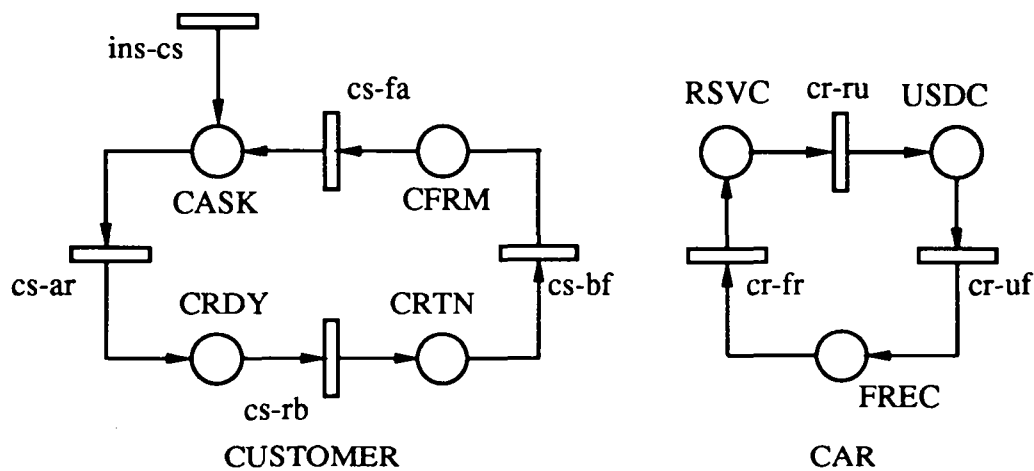 ins-cs
cs-fa
RSVC
cr-ru
USDC
CASK
CFRM
cs-ar
cs-bf
cr-fr
cr-uf
CRDY
CRTN
cs-rb
FREC
CUSTOMER
CAR